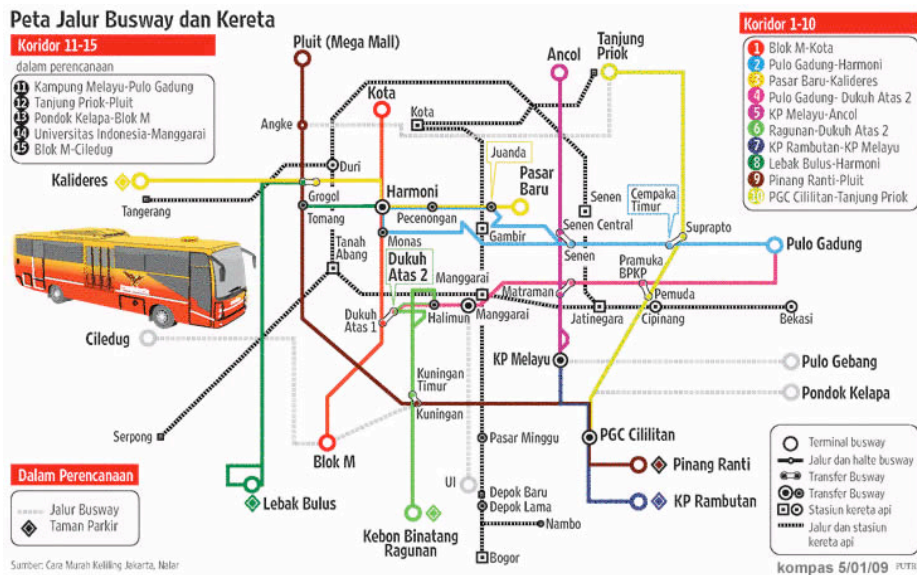 Peta Jalur Busway dan Kereta
Koridor 11-15
dalam perencanaan
11 Kampung Melayu-Pulo Gadung
12 Tanjung Priok-Pluit
13 Pondok Kelapa-Blok M
14 Universitas Indonesia-Manggarai
15 Blok M-Ciledug
Koridor 1-10
1 Blok M-Kota
2 Pulo Gadung-Harmoni
3 Pasar Baru-Kalideres
4 Pulo Gadung- Dukuh Atas 2
5 KP Melayu-Ancol
6 Ragunan-Dukuh Atas 2
7 KP Rambutan-KP Melayu
8 Lebak Bulus-Harmoni
9 Pinang Ranti-Pluit
10 PGC Cililitan-Tanjung Priok
Pluit (Mega Mall)
Ancol
Tanjung
Priok
Kota
Kota
Angke
Duri
Juanda
Pasar
Baru
Kalideres
Tangerang
Grogol
Tomang
Harmoni
Pecenongan
Senen
Senen Central
Cempaka
Timur
Suprapto
Monas
Gambir
Senen
Pulo Gadung
Tanah
Abang
Dukuh
Atas 2
Manggarai
Matraman
Pramuka
BPKP
Pemuda
Dukuh
Atas 1
Halimun
Manggarai
Jatinegara
Cipinang
Bekasi
Ciledug
KP Melayu
Pulo Gebang
Kuningan
Timur
Kuningan
Pondok Kelapa
Serpong
Blok M
Pasar Minggu
PGC Cililitan
Pinang Ranti
UI
Lebak Bulus
Depok Baru
Depok Lama
KP Rambutan
Nambo
Kebon Binatang
Ragunan
Bogor
Dalam Perencanaan
Jalur Busway
Taman Parkir
Terminal busway
Jalur dan halte busway
Transfer Busway
Transfer Busway
Stasiun kereta api
Jalur dan stasiun
kereta api
Sumber: Cara Murah Keliling Jakarta, Nalar
kompas 5/01/09